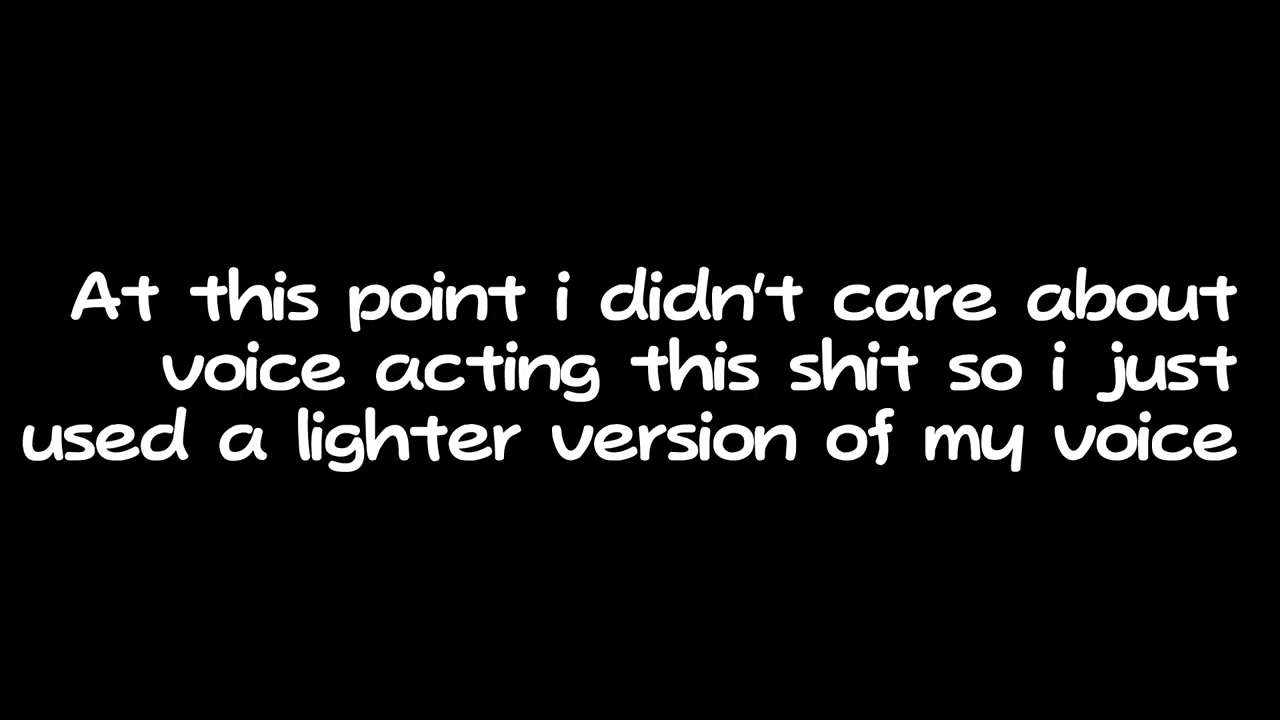 At this point i didn't care about
voice acting this shit so i just
used a lighter version of my voice